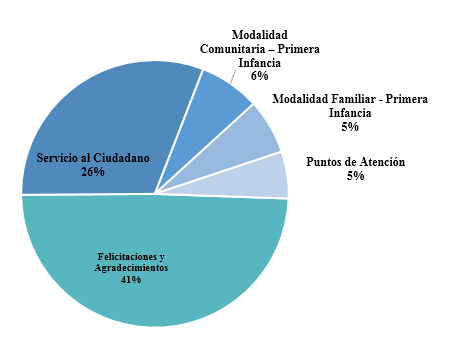 Modalidad
Comunitaria – Primera
Infancia
6%
Modalidad Familiar - Primera
Infancia
5%
Puntos de Atención
5%
Servicio al Ciudadano
26%
Felicitaciones y
Agradecimientos
41%